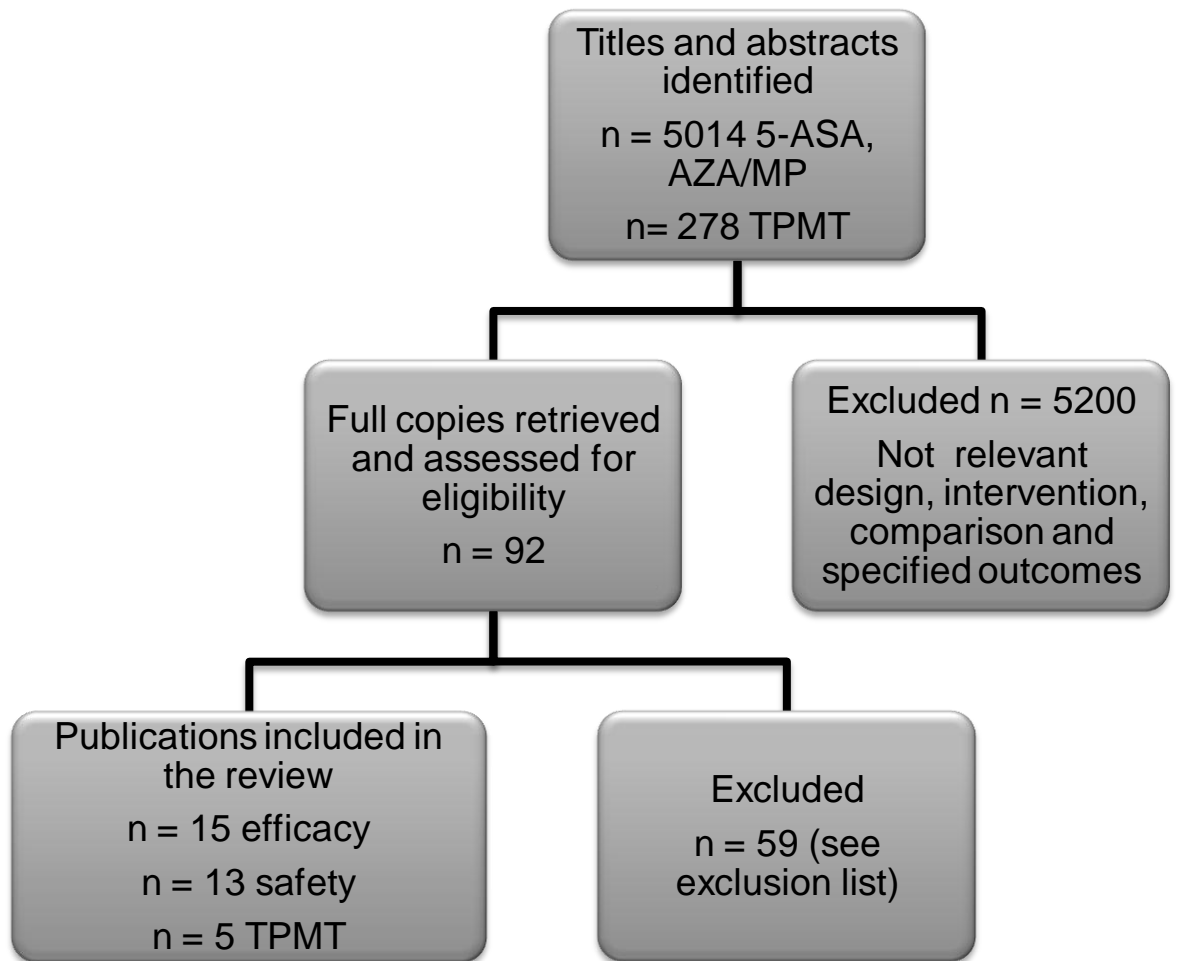 Titles and abstracts
identified
n = 5014 5-ASA,
AZA/MP
n= 278 TPMT
Full copies retrieved
and assessed for
eligibility
n = 92
Excluded n = 5200
Not relevant
design, intervention,
comparison and
specified outcomes
Publications included in
the review
n = 15 efficacy
n = 13 safety
n = 5 TPMT
Excluded
n = 59 (see
exclusion list)